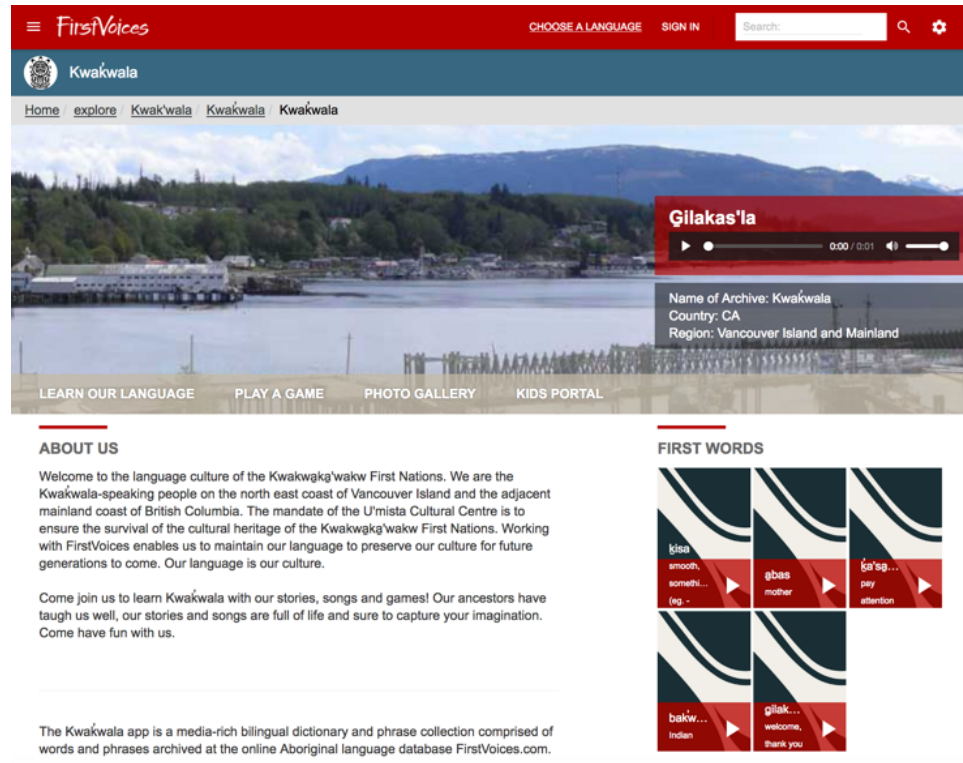 FirstVoices
CHOOSE A LANGUAGE
SIGN IN
Search:
Kwak̓wala
Home / explore / Kwak'wala / Kwak̓wala / Kwak̓wala
G̱ilakas'la
0:00 / 0:01
Name of Archive: Kwak̓wala
Country: CA
Region: Vancouver Island and Mainland
LEARN OUR LANGUAGE
PLAY A GAME
PHOTO GALLERY
KIDS PORTAL
ABOUT US
Welcome to the language culture of the Kwakwa̱ka̱'wakw First Nations. We are the
Kwak̓wala-speaking people on the north east coast of Vancouver Island and the adjacent
mainland coast of British Columbia. The mandate of the U'mista Cultural Centre is to
ensure the survival of the cultural heritage of the Kwakwa̱ka̱'wakw First Nations. Working
with FirstVoices enables us to maintain our language to preserve our culture for future
generations to come. Our language is our culture.
Come join us to learn Kwak̓wala with our stories, songs and games! Our ancestors have
taugh us well, our stories and songs are full of life and sure to capture your imagination.
Come have fun with us.
The Kwak̓wala app is a media-rich bilingual dictionary and phrase collection comprised of
words and phrases archived at the online Aboriginal language database FirstVoices.com.
FIRST WORDS
ḵisa
smooth,
somethi...
(eg. -
a̱bas
mother
ḵ̓a'sa̱...
pay
attention
bak̓w...
Indian
gilak...
welcome,
thank you